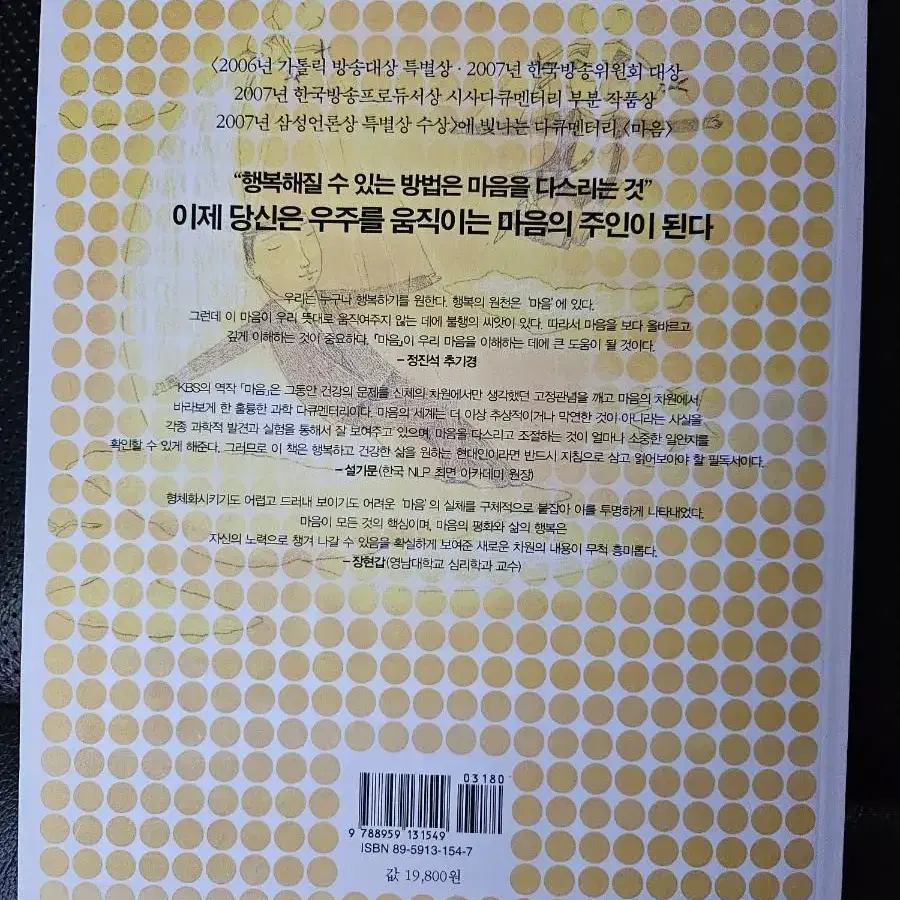 <2006년 가톨릭 방송대상 특별상 · 2007년 한국방송위원회 대상
2007년 한국방송프로듀서상 시사다큐멘터리 부분 작품상
2007년 삼성언론상 특별상 수상>에 빛나는 다큐멘터리 <마음>
“행복해질 수 있는 방법은 마음을 다스리는 것”
이제 당신은 우주를 움직이는 마음의 주인이 된다
우리는 누구나 행복하기를 원한다. 행복의 원천은 ‘마음’에 있다.
그런데 이 마음이 우리 뜻대로 움직여주지 않는 데에 불행의 씨앗이 있다. 따라서 마음을 보다 올바르고
깊게 이해하는 것이 중요하다. 「마음」이 우리 마음을 이해하는 데에 큰 도움이 될 것이다.
– 정진석 추기경
KBS의 역작 「마음」은 그동안 건강의 문제를 신체의 차원에서만 생각했던 고정관념을 깨고 마음의 차원에서
바라보게 한 훌륭한 과학 다큐멘터리이다. 마음의 세계는 더 이상 추상적이거나 막연한 것이 아니라는 사실을
각종 과학적 발견과 실험을 통해서 잘 보여주고 있으며, 마음을 다스리고 조절하는 것이 얼마나 소중한 일인지를
확인할 수 있게 해준다. 그러므로 이 책은 행복하고 건강한 삶을 원하는 현대인이라면 반드시 지침으로 삼고 읽어보아야 할 필독서이다.
– 설기문(한국 NLP 최면 아카데미 원장)
형체화시키기도 어렵고 드러내 보이기도 어려운 ‘마음’의 실체를 구체적으로 붙잡아 이를 투명하게 나타내었다.
마음이 모든 것의 핵심이며, 마음의 평화와 삶의 행복은
자신의 노력으로 챙겨 나갈 수 있음을 확실하게 보여준 새로운 차원의 내용이 무척 흥미롭다.
– 장현갑(영남대학교 심리학과 교수)
03180
9 788959 131549
ISBN 89-5913-154-7
값 19,800원